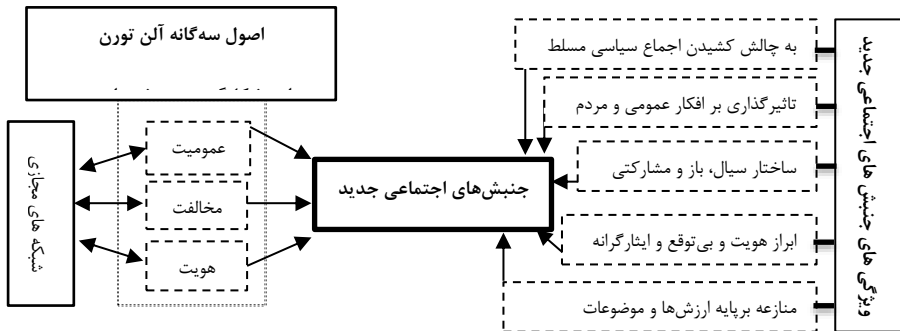 اصول سه‌گانه آلن تورن
به چالش کشیدن اجماع سیاسی مسلط
تاثیرگذاری بر افکار عمومی و مردم
ساختار سیال، باز و مشارکتی
ابراز هویت و بی‌توقع و ایثارگرانه
منازعه برپایه ارزش‌ها و موضوعات
ویژگی های جنبش های اجتماعی جدید
جنبش‌های اجتماعی جدید
عمومیت
مخالفت
هویت
شبکه های مجازی